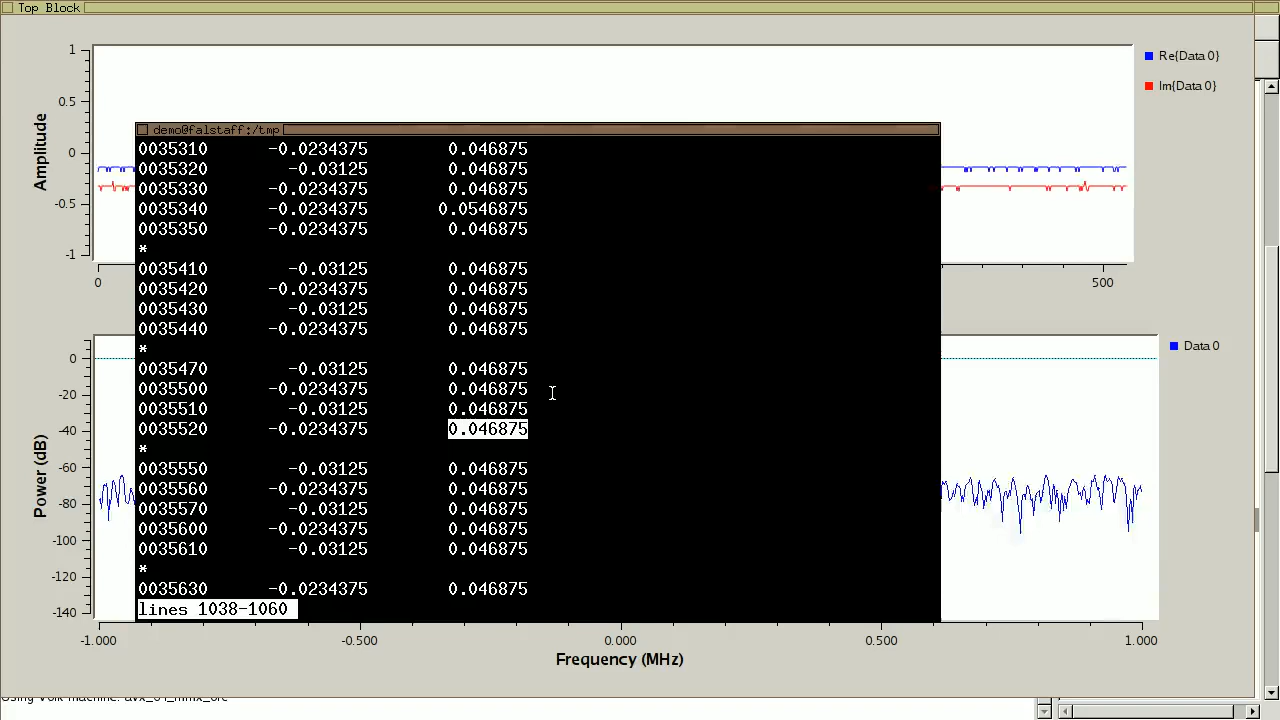 Top Block
1
0.5
0
-0.5
-1
Amplitude
Re{Data 0}
Im{Data 0}
0
500
demo@falstaff:/tmp
0035310 -0.0234375 0.046875
0035320 -0.03125 0.046875
0035330 -0.0234375 0.046875
0035340 -0.0234375 0.0546875
0035350 -0.0234375 0.046875
*
0035410 -0.03125 0.046875
0035420 -0.0234375 0.046875
0035430 -0.03125 0.046875
0035440 -0.0234375 0.046875
*
0035470 -0.03125 0.046875
0035500 -0.0234375 0.046875
0035510 -0.03125 0.046875
0035520 -0.0234375 0.046875
*
0035550 -0.03125 0.046875
0035560 -0.0234375 0.046875
0035570 -0.03125 0.046875
0035600 -0.0234375 0.046875
0035610 -0.03125 0.046875
*
0035630 -0.0234375 0.046875
lines 1038-1060
0
-20
-40
-60
-80
-100
-120
-140
Power (dB)
Data 0
-1.000
-0.500
0.000
0.500
1.000
Frequency (MHz)
Using Volk machine: